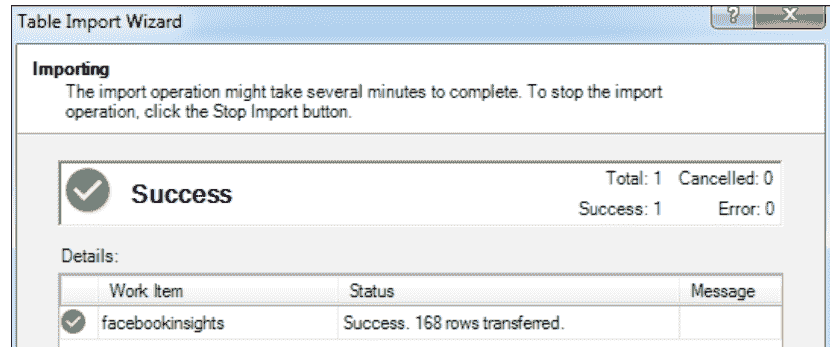 Table Import Wizard
Importing
The import operation might take several minutes to complete. To stop the import
operation, click the Stop Import button.
Success
Total: 1 Cancelled: 0
Success: 1 Error: 0
Details:
Work Item Status Message
facebookinsights Success. 168 rows transferred.